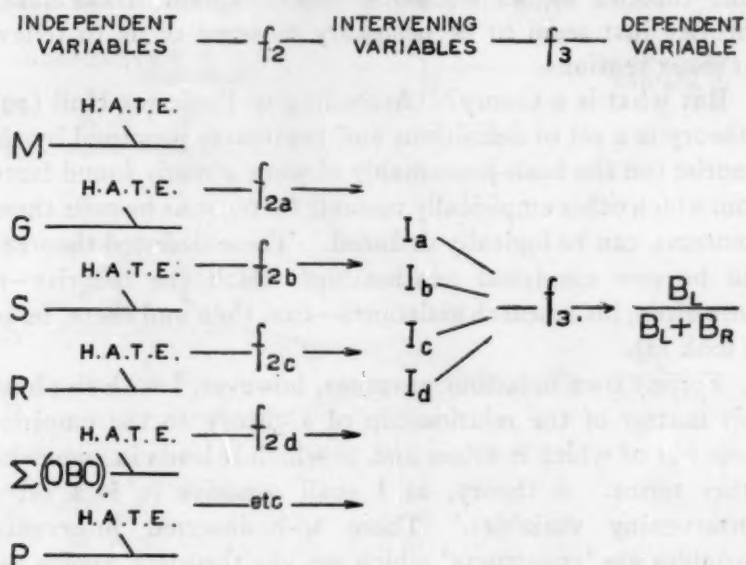 INDEPENDENT VARIABLES
f2
INTERVENING VARIABLES
f3
DEPENDENT VARIABLE
H.A.T.E.
M
H.A.T.E.
f2a
G
H.A.T.E.
f2b
S
H.A.T.E.
f2c
R
H.A.T.E.
f2d
Σ(OBO)
H.A.T.E.
etc
P
Ia
Ib
Ic
Id
f3
BL
BL + BR